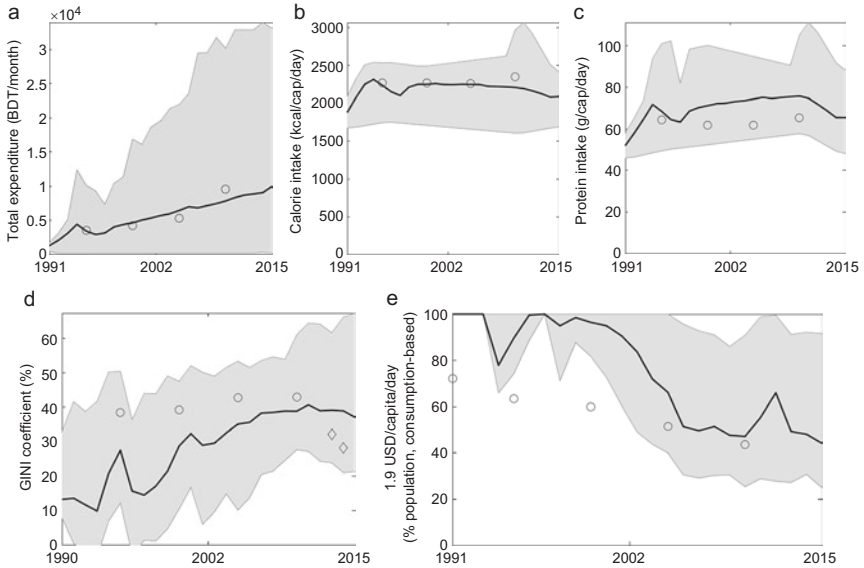 a
×10⁴
Total expenditure (BDT/month)
3
2.5
2
1.5
1
0.5
0
1991 2002 2015
b
Calorie intake (kcal/cap/day)
3000
2500
2000
1500
1000
500
0
1991 2002 2015
c
Protein intake (g/cap/day)
100
80
60
40
20
0
1991 2002 2015
d
GINI coefficient (%)
60
50
40
30
20
10
0
1990 2002 2015
e
1.9 USD/capita/day
(% population, consumption-based)
100
80
60
40
20
0
1991 2002 2015